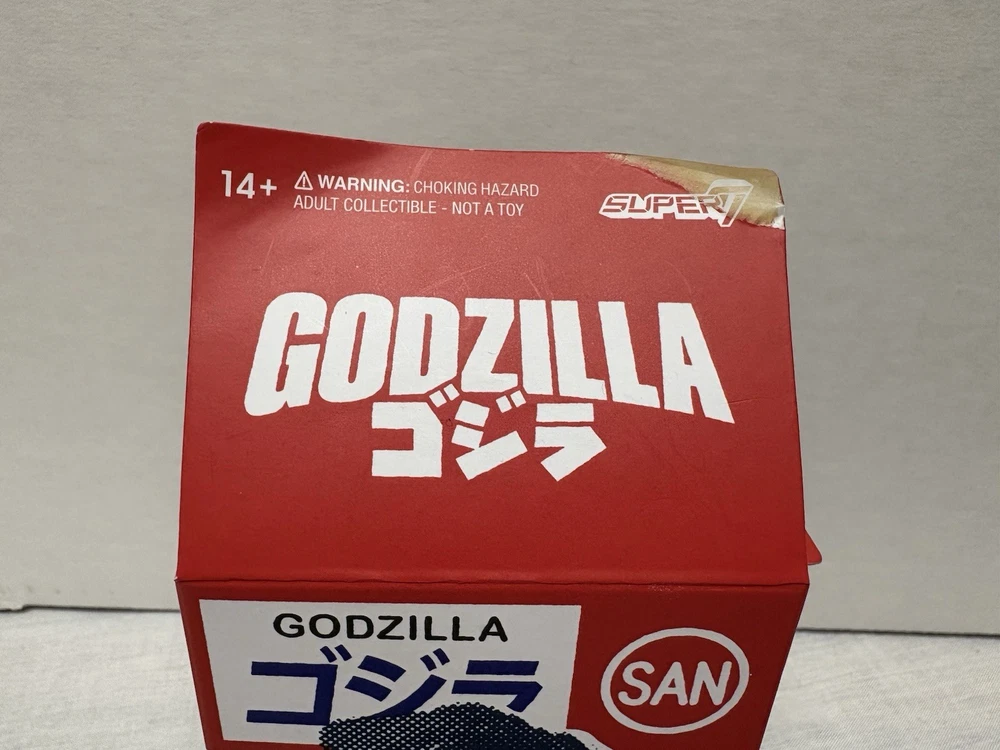 14+
⚠ WARNING: CHOKING HAZARD
ADULT COLLECTIBLE - NOT A TOY
SUPER7
GODZILLA
ゴジラ
GODZILLA
ゴジラ
SAN